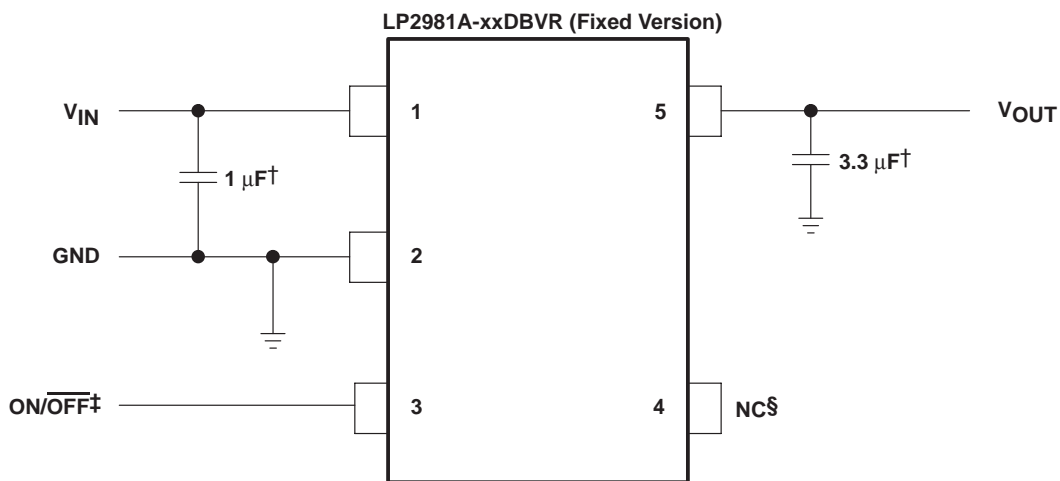 LP2981A-xxDBVR (Fixed Version)
VIN
1
5
VOUT
1 μF†
3.3 μF†
GND
2
ON/OFF‡
3
4
NC§